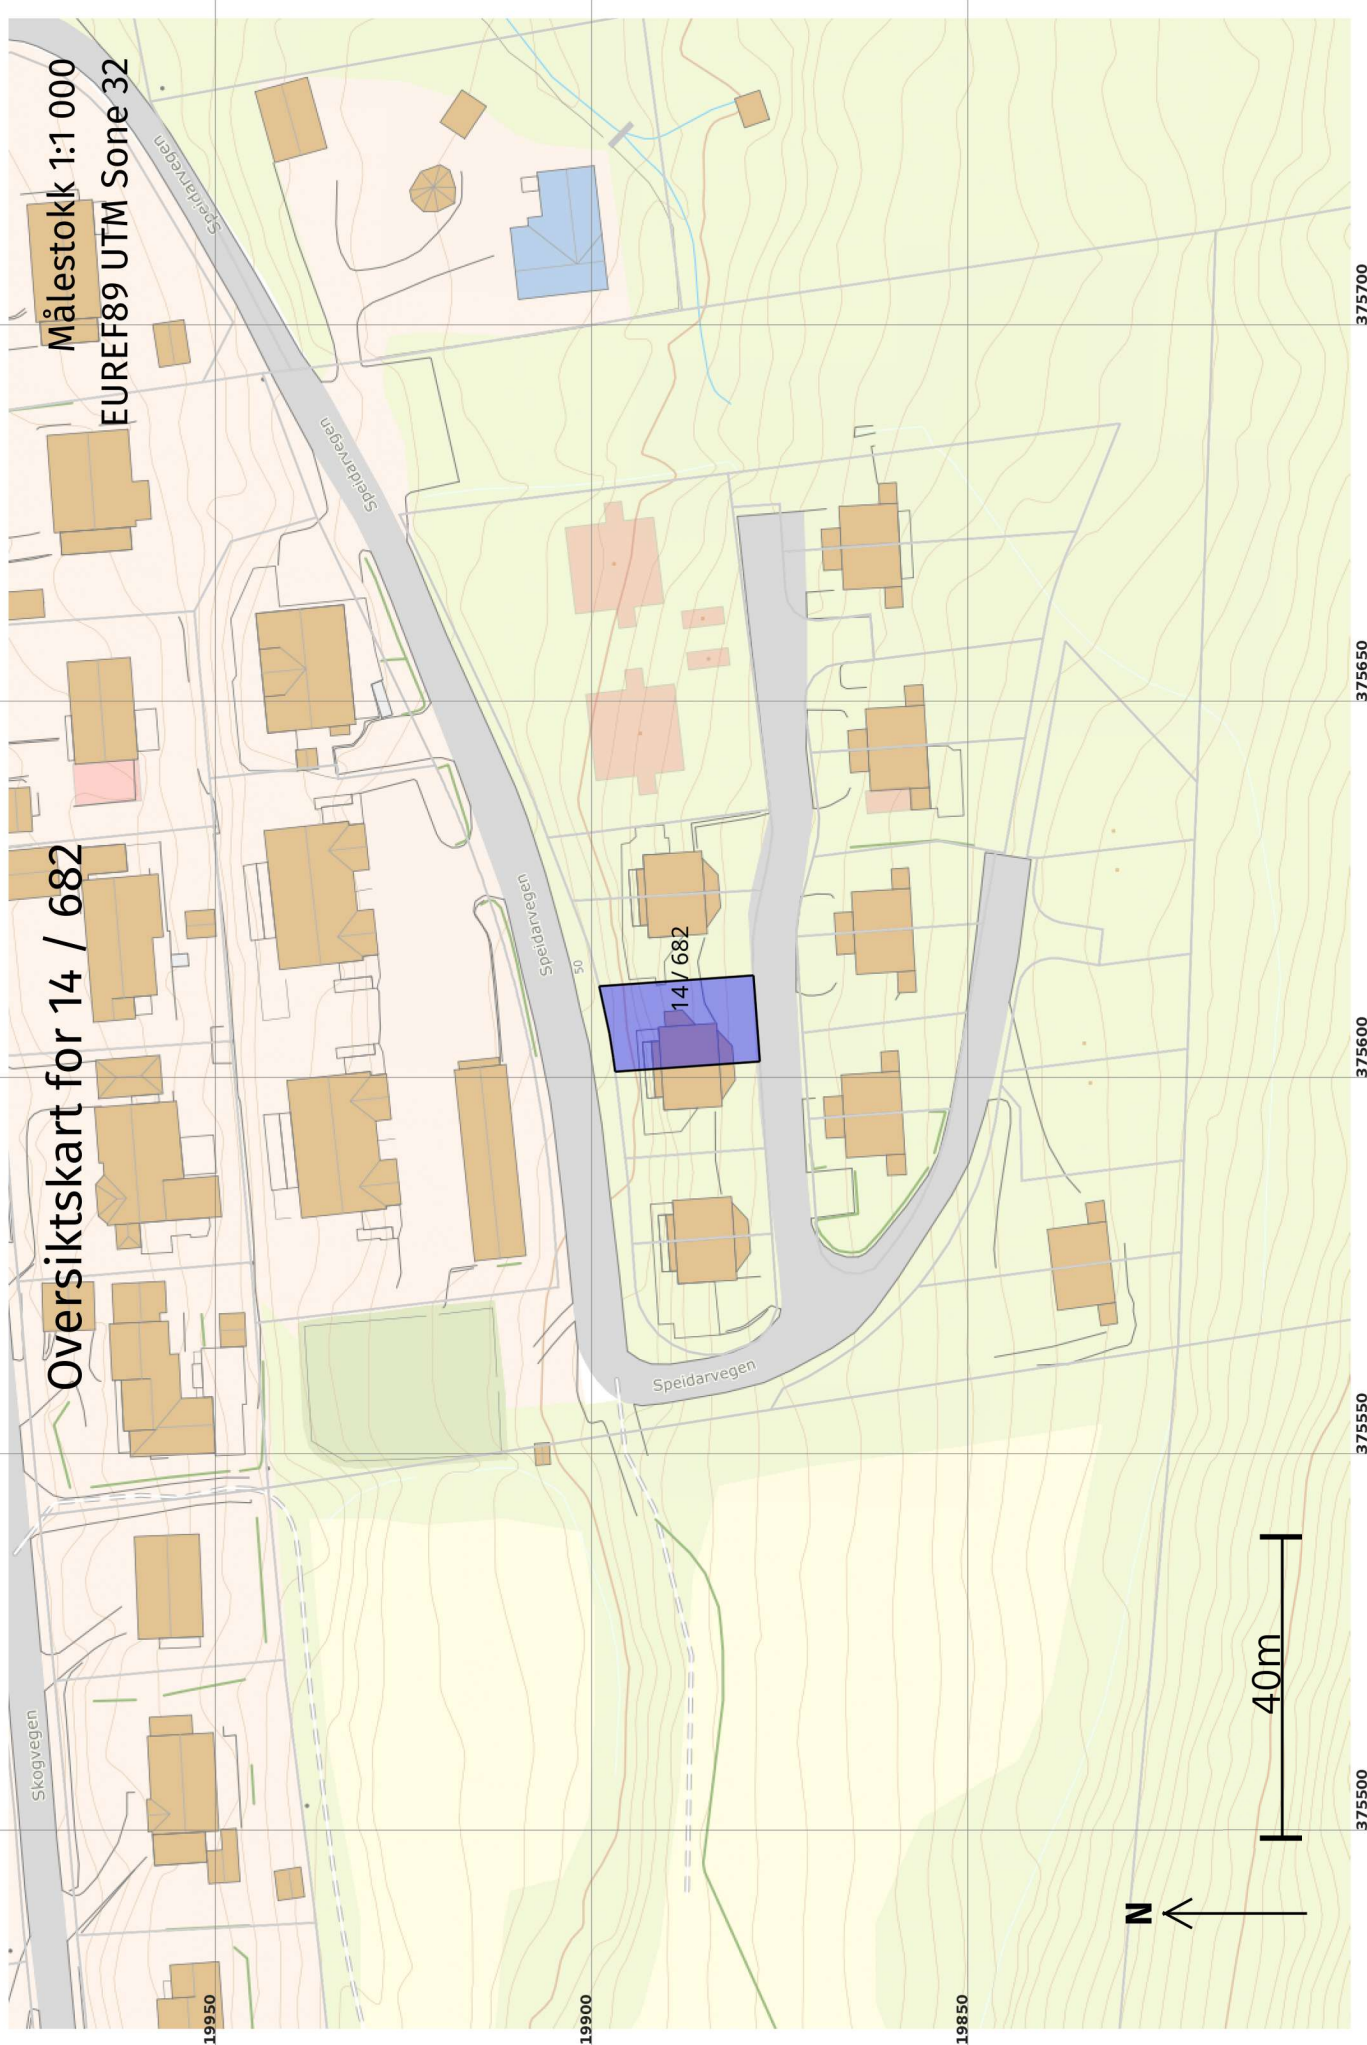 Målestokk 1:1 000
EUREF89 UTM Sone 32
Oversiktskart for 14 / 682
Speidarvegen
Speidarvegen
Speidarvegen
50
14 / 682
Speidarvegen
Skogvegen
375700
375650
375600
375550
375500
19950
19900
19850
40m
N